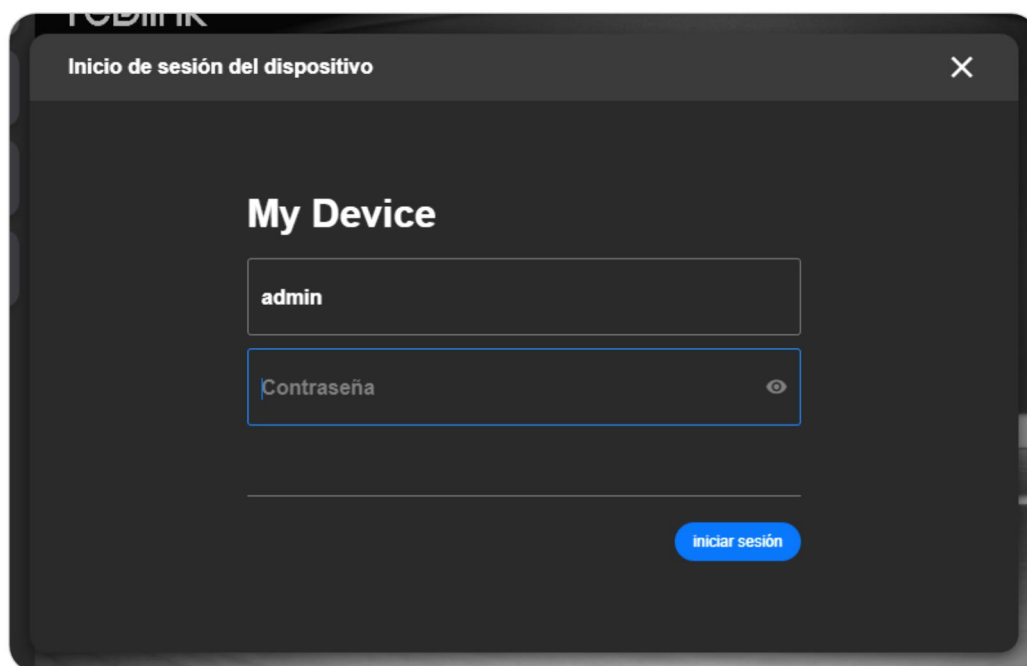 Inicio de sesión del dispositivo
My Device
admin
Contraseña
iniciar sesión